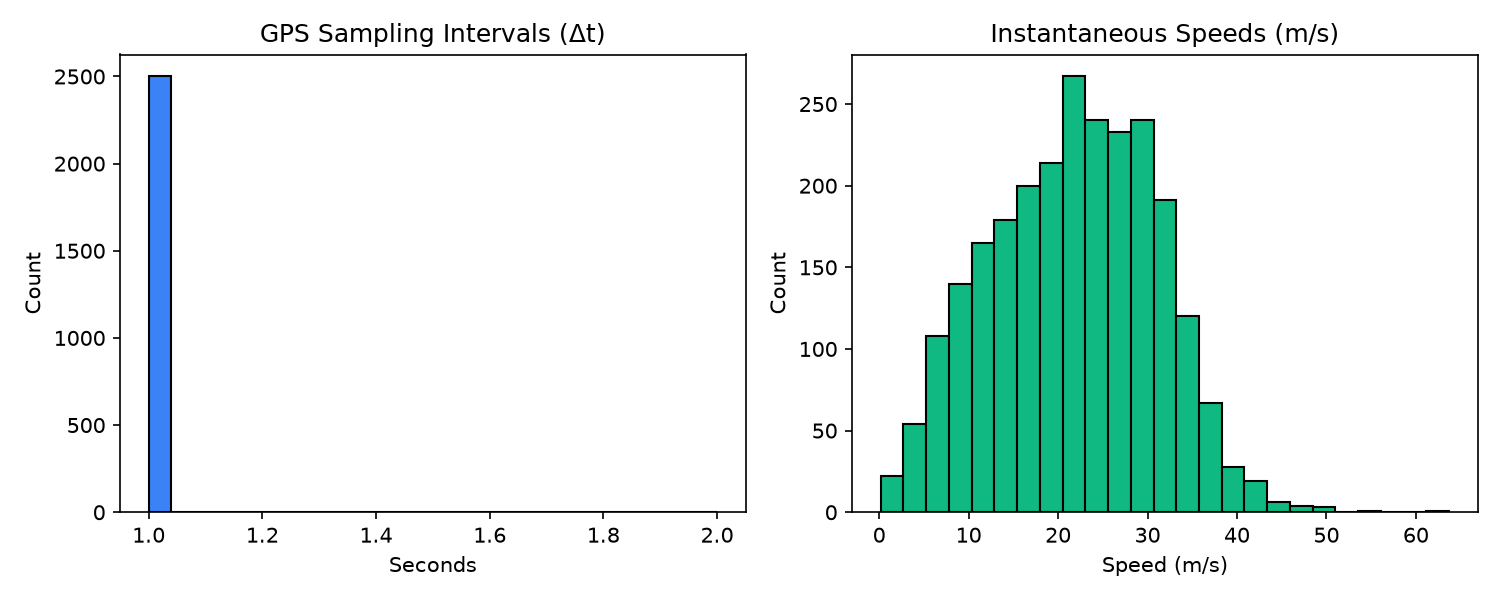 GPS Sampling Intervals (Δt)
2500
2000
1500
1000
500
0
Count
1.0 1.2 1.4 1.6 1.8 2.0
Seconds
Instantaneous Speeds (m/s)
250
200
150
100
50
0
Count
0 10 20 30 40 50 60
Speed (m/s)